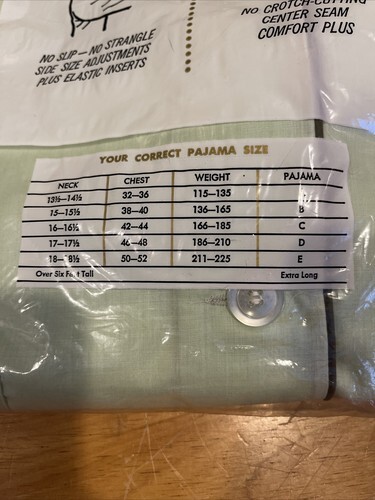 NO SLIP—NO STRANGLE
SIDE SIZE ADJUSTMENTS
PLUS ELASTIC INSERTS
NO CROTCH-CUTTING
CENTER SEAM
COMFORT PLUS
YOUR CORRECT PAJAMA SIZE
NECK CHEST WEIGHT PAJAMA
13½—14½ 32—36 115—135
15—15½ 38—40 136—165 B
16—16½ 42—44 166—185 C
17—17½ 46—48 186—210 D
18—18½ 50—52 211—225 E
Over Six Feet Tall Extra Long